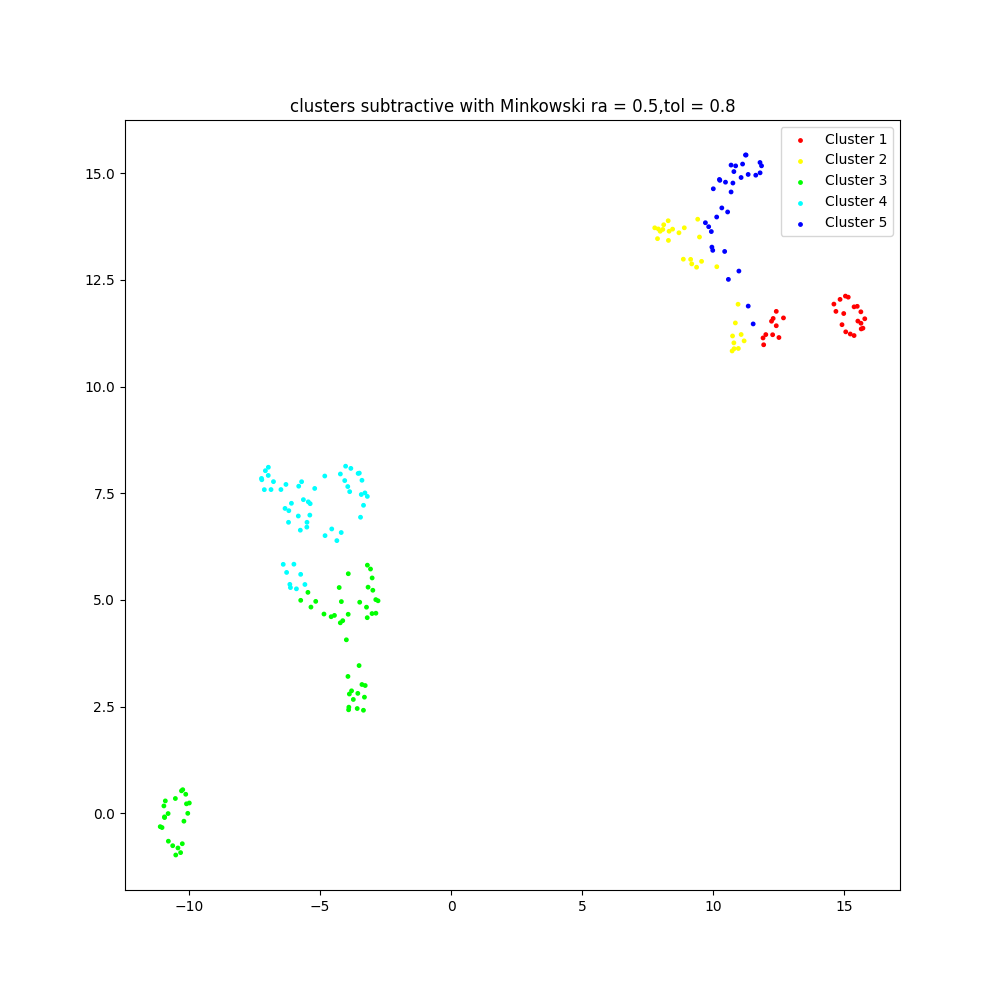 clusters subtractive with Minkowski ra = 0.5,tol = 0.8
Cluster 1
Cluster 2
Cluster 3
Cluster 4
Cluster 5
15.0
12.5
10.0
7.5
5.0
2.5
0.0
−10 −5 0 5 10 15